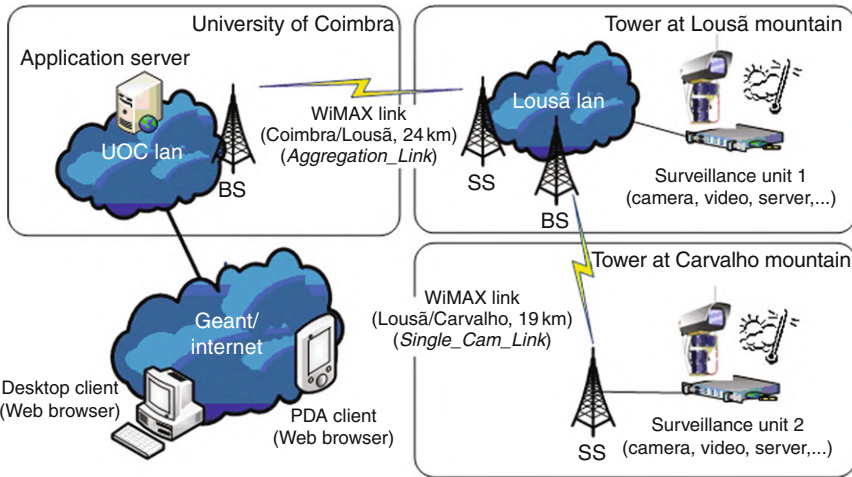 University of Coimbra
Application server
UOC lan
BS
WiMAX link
(Coimbra/Lousã, 24 km)
(Aggregation_Link)
Tower at Lousã mountain
Lousã lan
SS
BS
Surveillance unit 1
(camera, video, server,...)
Geant/
internet
Desktop client
(Web browser)
PDA client
(Web browser)
WiMAX link
(Lousã/Carvalho, 19 km)
(Single_Cam_Link)
Tower at Carvalho mountain
SS
Surveillance unit 2
(camera, video, server,...)